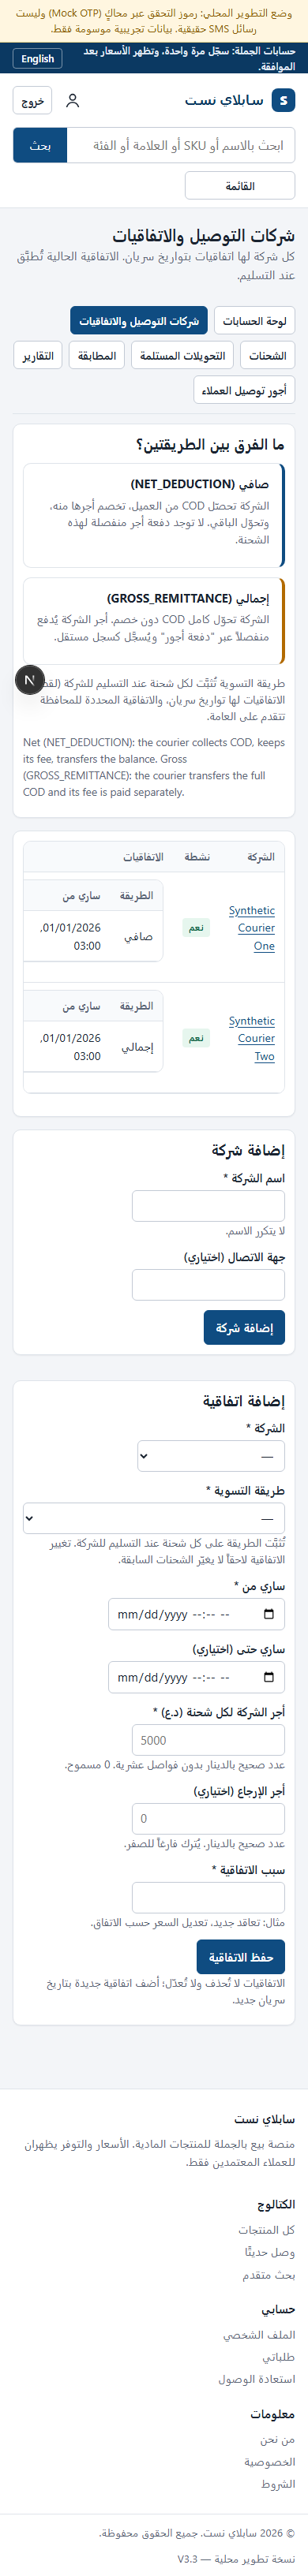 وضع التطوير المحلي: رموز التحقق عبر محاكٍ (Mock OTP) وليست
رسائل SMS حقيقية. بيانات تجريبية موسومة فقط.
حسابات الجملة: سجّل مرة واحدة، وتظهر الأسعار بعد
الموافقة.
English
S
سابلاي نست
خروج
ابحث بالاسم أو SKU أو العلامة أو الفئة
بحث
القائمة
شركات التوصيل والاتفاقيات
كل شركة لها اتفاقيات بتواريخ سريان. الاتفاقية الحالية تُطبَّق
عند التسليم.
لوحة الحسابات
شركات التوصيل والاتفاقيات
الشحنات
التحويلات المستلمة
المطابقة
التقارير
أجور توصيل العملاء
ما الفرق بين الطريقتين؟
صافي (NET_DEDUCTION)
الشركة تحصّل COD من العميل، تخصم أجرها منه،
وتحوّل الباقي. لا توجد دفعة أجر منفصلة لهذه
الشحنة.
إجمالي (GROSS_REMITTANCE)
الشركة تحوّل كامل COD دون خصم. أجر الشركة يُدفع
منفصلاً عبر "دفعة أجور" ويُسجَّل كسجل مستقل.
N
طريقة التسوية تُثبَّت لكل شحنة عند التسليم للشركة
الاتفاقيات لها تواريخ سريان، والاتفاقية المحددة للمحافظة
تتقدم على العامة.
Net (NET_DEDUCTION): the courier collects COD, keeps
its fee, transfers the balance. Gross
(GROSS_REMITTANCE): the courier transfers the full
COD and its fee is paid separately.
الشركة
نشطة
الاتفاقيات
Synthetic
Courier
One
نعم
الطريقة
ساري من
صافي
01/01/2026,
03:00
Synthetic
Courier
Two
نعم
الطريقة
ساري من
إجمالي
01/01/2026,
03:00
إضافة شركة
اسم الشركة *
لا يتكرر الاسم.
جهة الاتصال (اختياري)
إضافة شركة
إضافة اتفاقية
الشركة *
—
طريقة التسوية *
—
تُثبَّت الطريقة على كل شحنة عند التسليم للشركة. تغيير
الاتفاقية لاحقاً لا يغيّر الشحنات السابقة.
ساري من *
mm/dd/yyyy --:-- --
ساري حتى (اختياري)
mm/dd/yyyy --:-- --
أجر الشركة لكل شحنة (د.ع) *
5000
عدد صحيح بالدينار بدون فواصل عشرية. 0 مسموح.
أجر الإرجاع (اختياري)
0
عدد صحيح بالدينار. يُترك فارغاً للصفر.
سبب الاتفاقية *
مثال: تعاقد جديد، تعديل السعر حسب الاتفاق.
حفظ الاتفاقية
الاتفاقيات لا تُحذف ولا تُعدّل؛ أضف اتفاقية جديدة بتاريخ
سريان جديد.
سابلاي نست
منصة بيع بالجملة للمنتجات المادية. الأسعار والتوفر يظهران
للعملاء المعتمدين فقط.
الكتالوج
كل المنتجات
وصل حديثًا
بحث متقدم
حسابي
الملف الشخصي
طلباتي
استعادة الوصول
معلومات
من نحن
الخصوصية
الشروط
© 2026 سابلاي نست. جميع الحقوق محفوظة.
نسخة تطوير محلية — V3.3